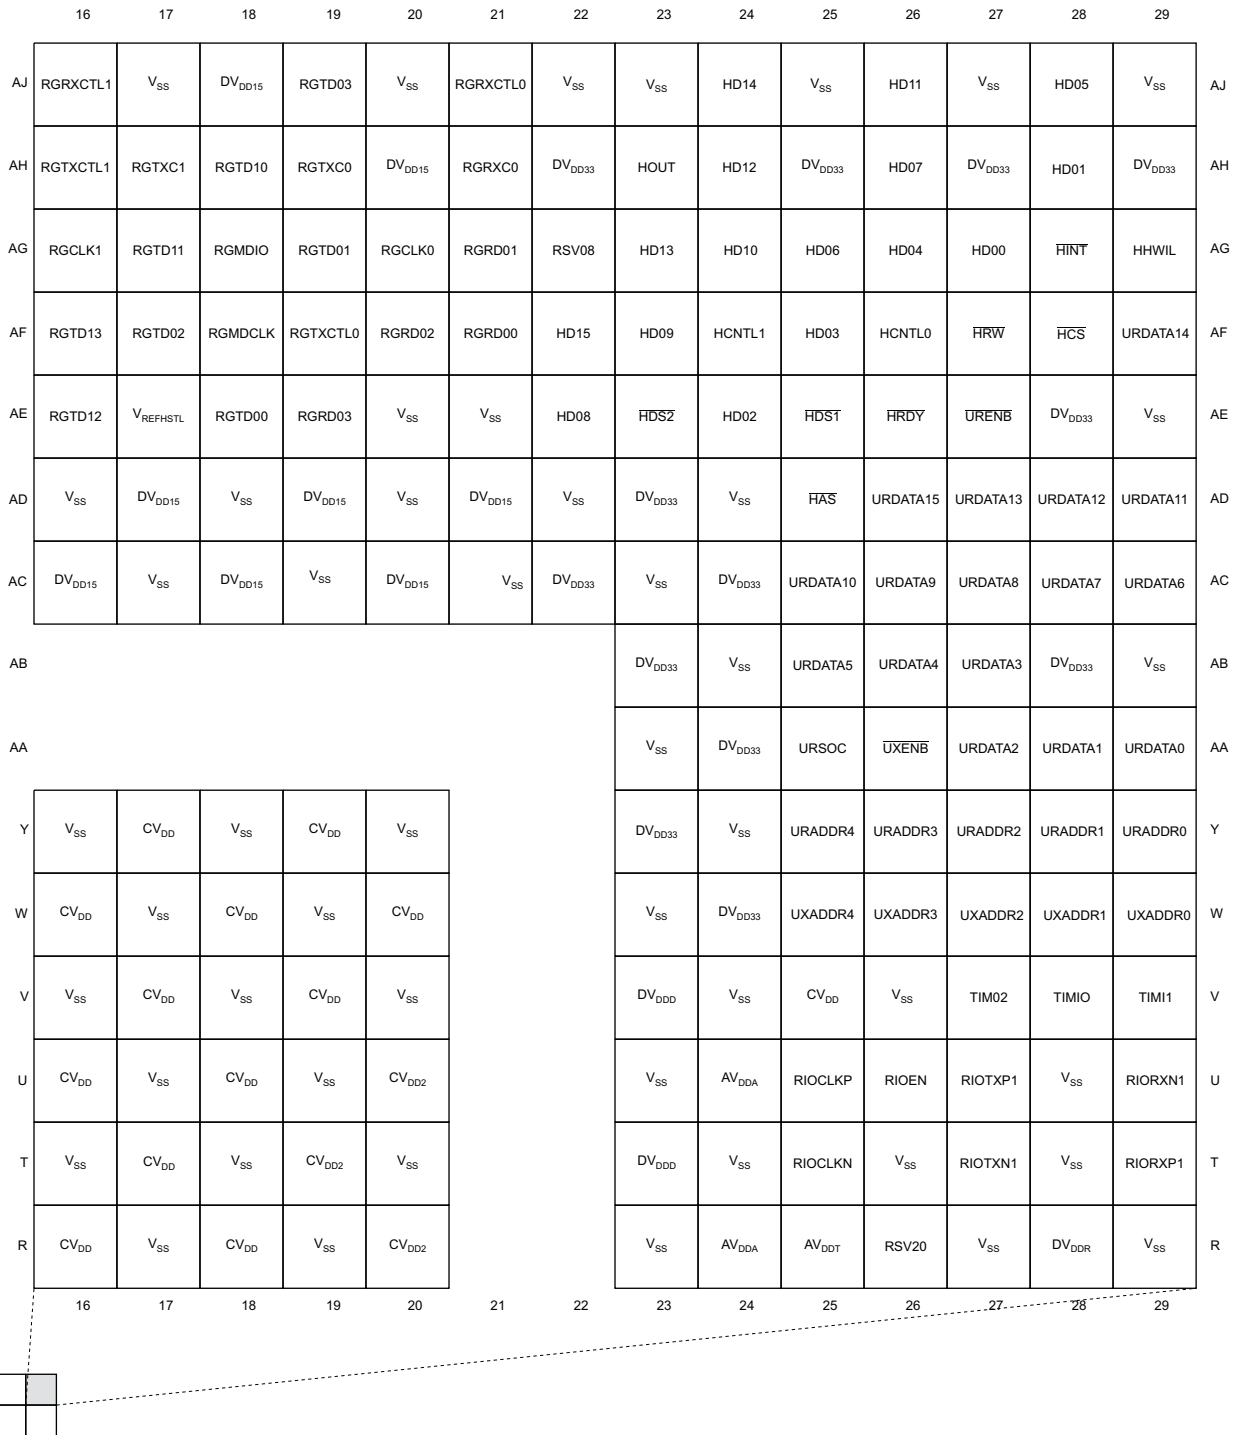 16 17 18 19 20 21 22 23 24 25 26 27 28 29
AJ RGRXCTL1 VSS DVDD15 RGTD03 VSS RGRXCTL0 VSS VSS HD14 VSS HD11 VSS HD05 VSS AJ
AH RGTXCTL1 RGTXC1 RGTD10 RGTXC0 DVDD15 RGRXC0 DVDD33 HOUT HD12 DVDD33 HD07 DVDD33 HD01 DVDD33 AH
AG RGCLK1 RGTD11 RGMDIO RGTD01 RGCLK0 RGRD01 RSV08 HD13 HD10 HD06 HD04 HD00 HINT HHWIL AG
AF RGTD13 RGTD02 RGMDCLK RGTXCTL0 RGRD02 RGRD00 HD15 HD09 HCNTL1 HD03 HCNTL0 HRW HCS URDATA14 AF
AE RGTD12 VREFHSTL RGTD00 RGRD03 VSS VSS HD08 HDS2 HD02 HDS1 HRDY URENB DVDD33 VSS AE
AD VSS DVDD15 VSS DVDD15 VSS DVDD15 VSS DVDD33 VSS HAS URDATA15 URDATA13 URDATA12 URDATA11 AD
AC DVDD15 VSS DVDD15 VSS DVDD15 VSS DVDD33 VSS DVDD33 URDATA10 URDATA9 URDATA8 URDATA7 URDATA6 AC
AB DVDD33 VSS URDATA5 URDATA4 URDATA3 DVDD33 VSS AB
AA VSS DVDD33 URSOC UXENB URDATA2 URDATA1 URDATA0 AA
Y VSS CVDD VSS CVDD VSS DVDD33 VSS URADDR4 URADDR3 URADDR2 URADDR1 URADDR0 Y
W CVDD VSS CVDD VSS CVDD VSS DVDD33 UXADDR4 UXADDR3 UXADDR2 UXADDR1 UXADDR0 W
V VSS CVDD VSS CVDD VSS DVDDD VSS CVDD VSS TIM02 TIMIO TIMI1 V
U CVDD VSS CVDD VSS CVDD2 VSS AVDDA RIOCLKP RIOEN RIOTXP1 VSS RIORXN1 U
T VSS CVDD VSS CVDD2 VSS DVDDD VSS RIOCLKN VSS RIOTXN1 VSS RIORXP1 T
R CVDD VSS CVDD VSS CVDD2 VSS AVDDA AVDDT RSV20 VSS DVDDR VSS R
16 17 18 19 20 21 22 23 24 25 26 27 28 29